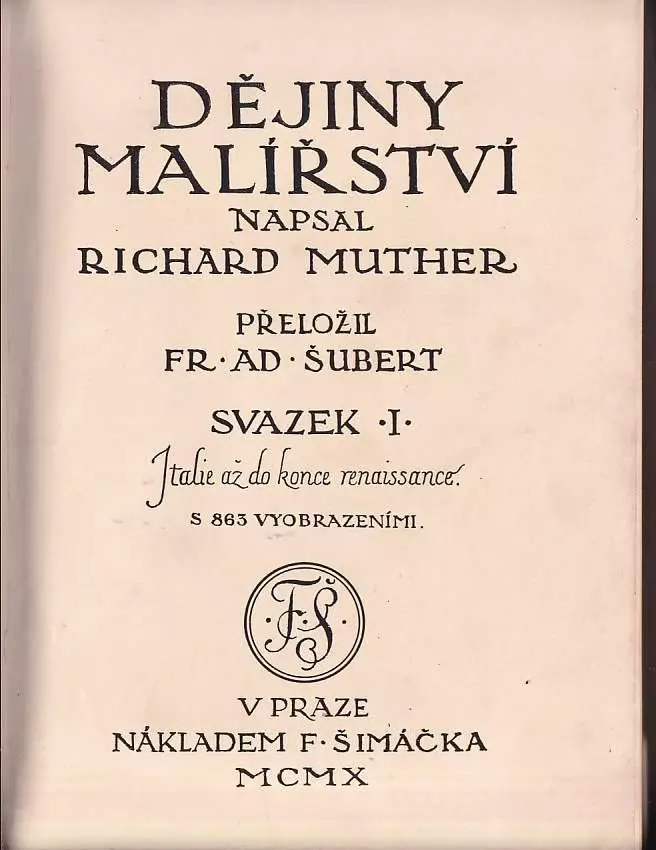 DĚJINY
MALÍŘSTVÍ
NAPSAL
RICHARD MUTHER
PŘELOŽIL
FR · AD · ŠUBERT
SVAZEK · I ·
Italie až do konce renaissance.
S 863 VYOBRAZENÍMI.
· F · Š ·
V PRAZE
NÁKLADEM F · ŠIMÁČKA
MCMX